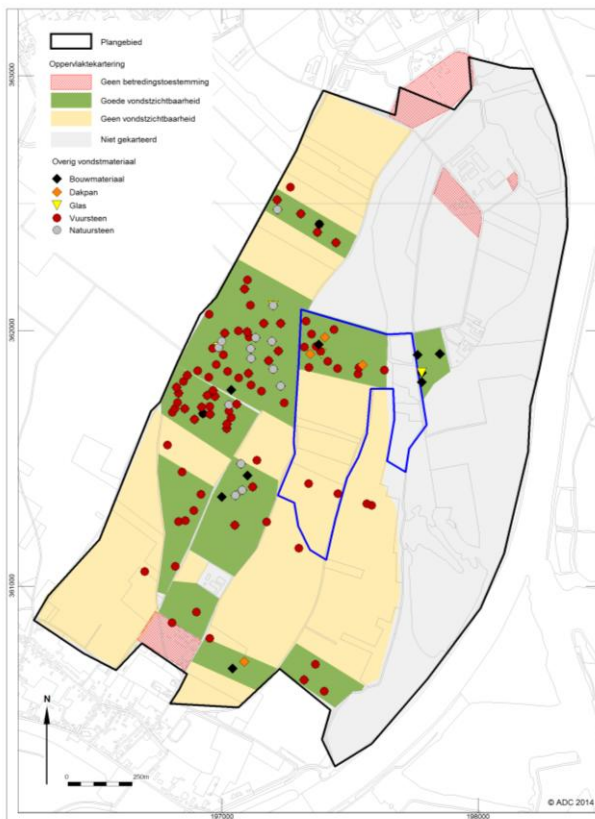 Plangebied
Oppervlaktekartering
Geen betredingstoestemming
Goede vondstzichtbaarheid
Geen vondstzichtbaarheid
Niet gekarteerd
Overig vondstmateriaal
Bouwmateriaal
Dakpan
Glas
Vuursteen
Natuursteen
363000
362000
361000
N
0
250m
© ADC 2014
197000
198000